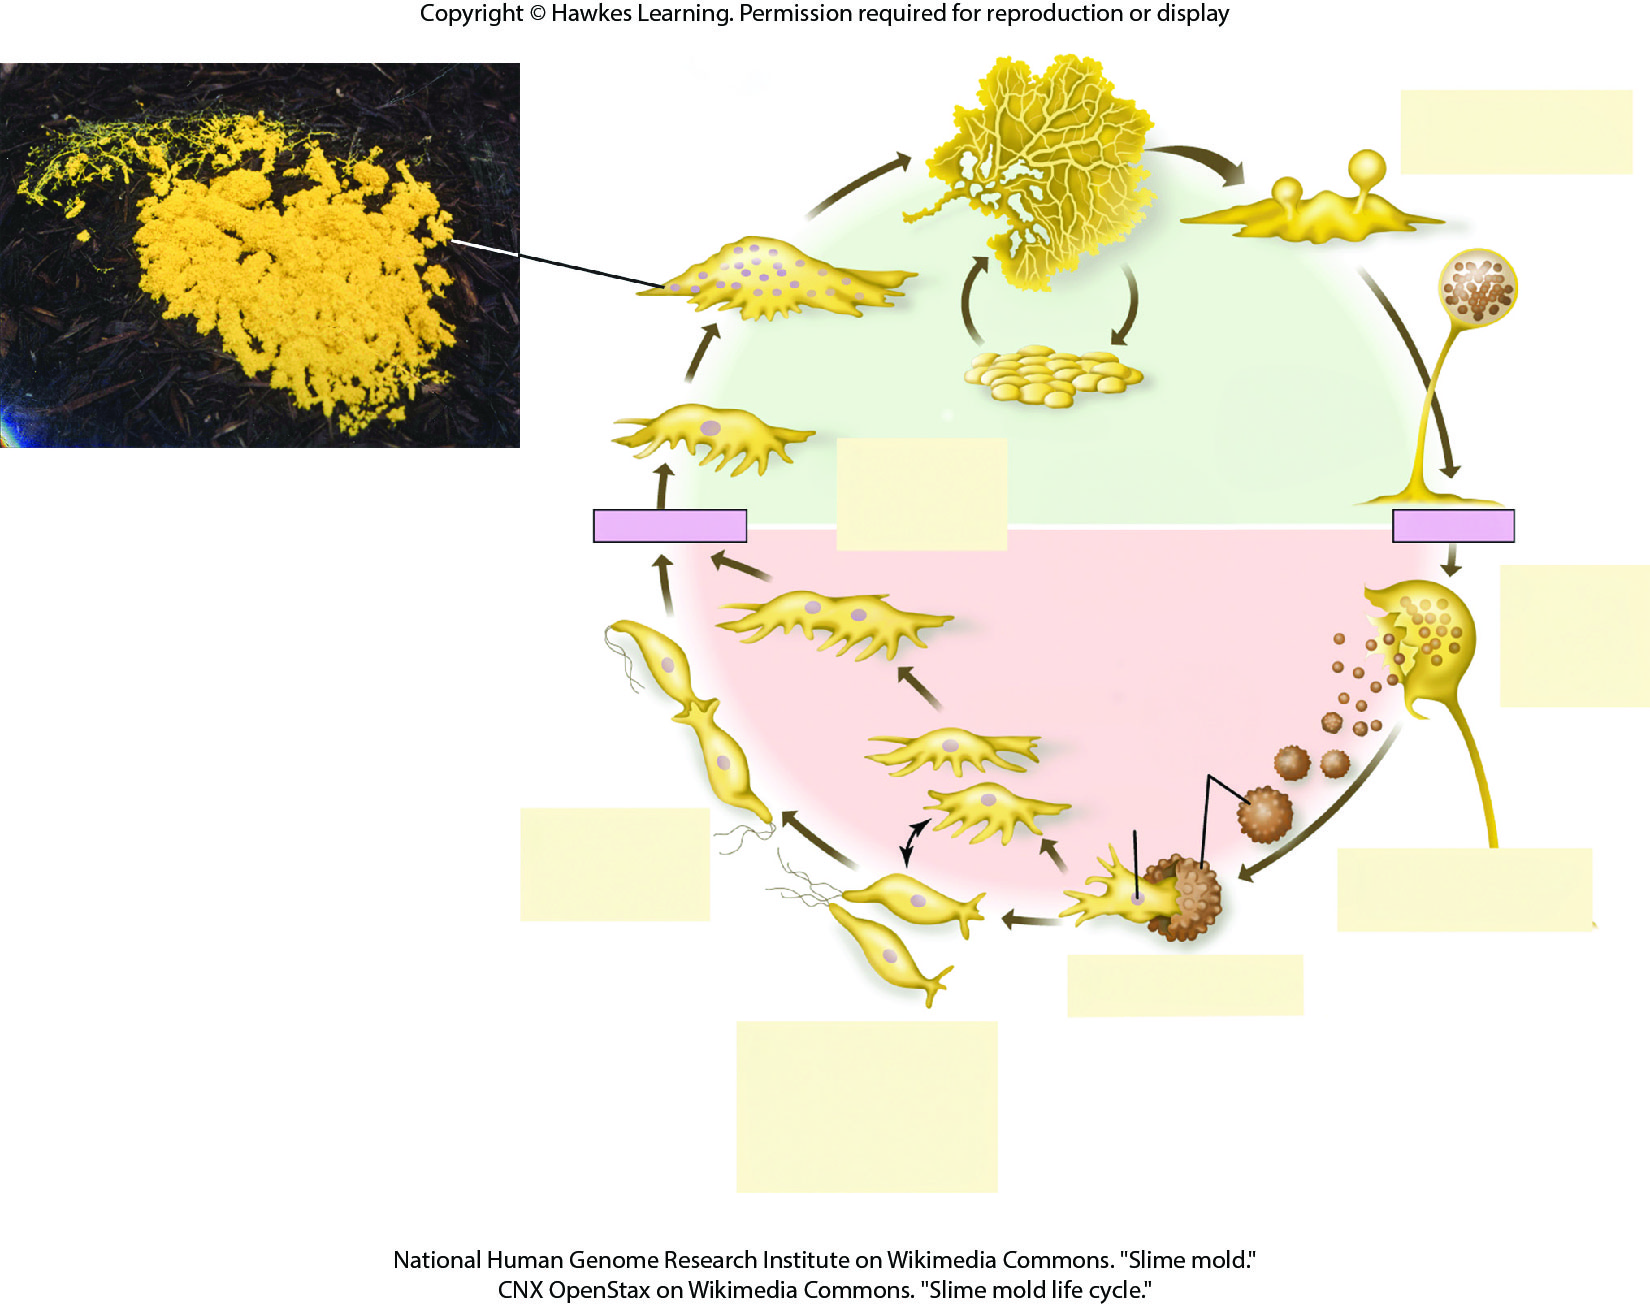 Copyright © Hawkes Learning. Permission required for reproduction or display
National Human Genome Research Institute on Wikimedia Commons. "Slime mold."
CNX OpenStax on Wikimedia Commons. "Slime mold life cycle."